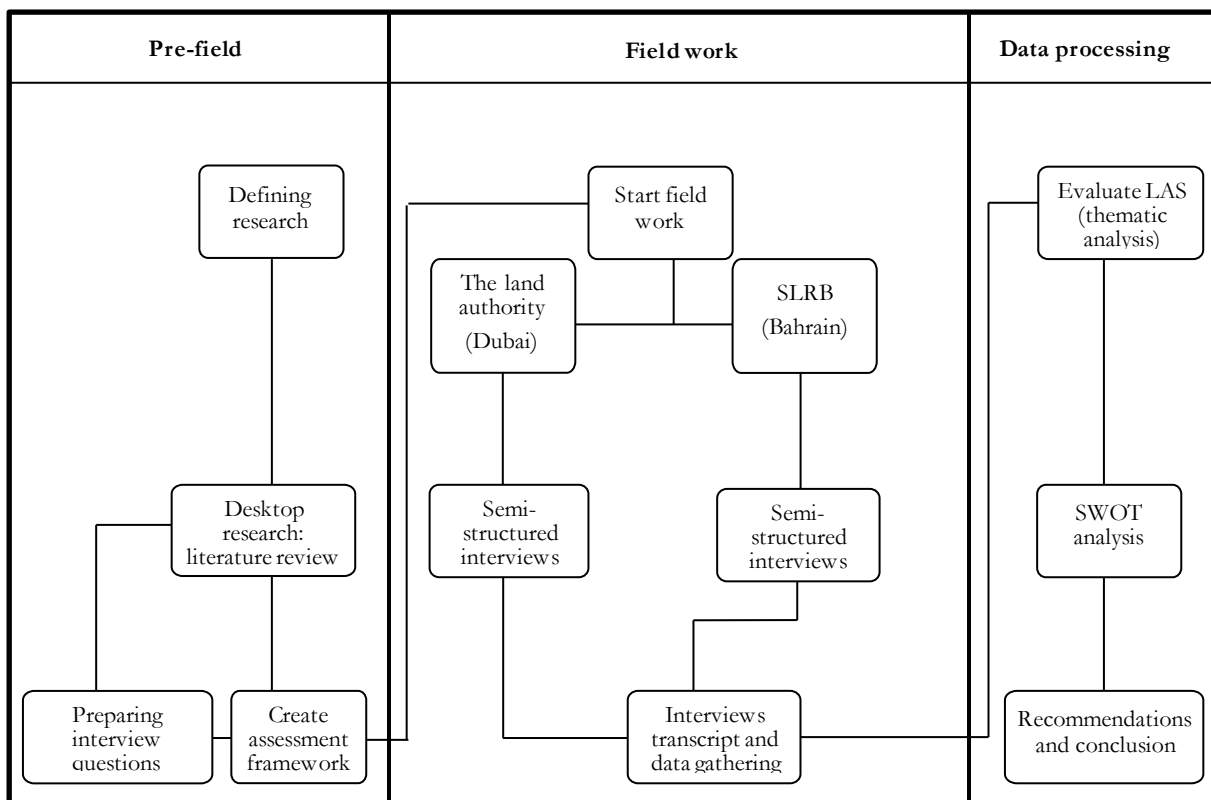 Pre-field
Field work
Data processing
Defining
research
Desktop
research:
literature review
Preparing
interview
questions
Create
assessment
framework
Start field
work
The land
authority
(Dubai)
SLRB
(Bahrain)
Semi-
structured
interviews
Semi-
structured
interviews
Interviews
transcript and
data gathering
Evaluate LAS
(thematic
analysis)
SWOT
analysis
Recommendations
and conclusion